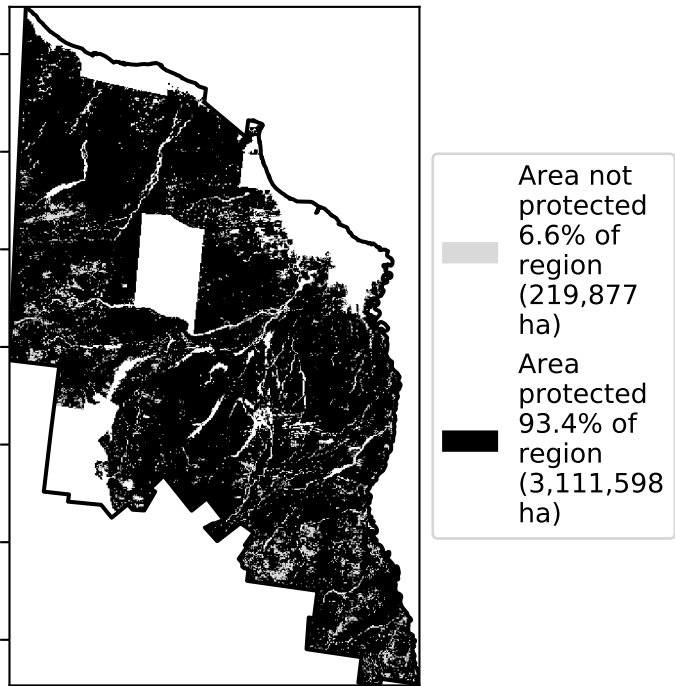 Area not
protected
6.6% of
region
(219,877
ha)
Area
protected
93.4% of
region
(3,111,598
ha)